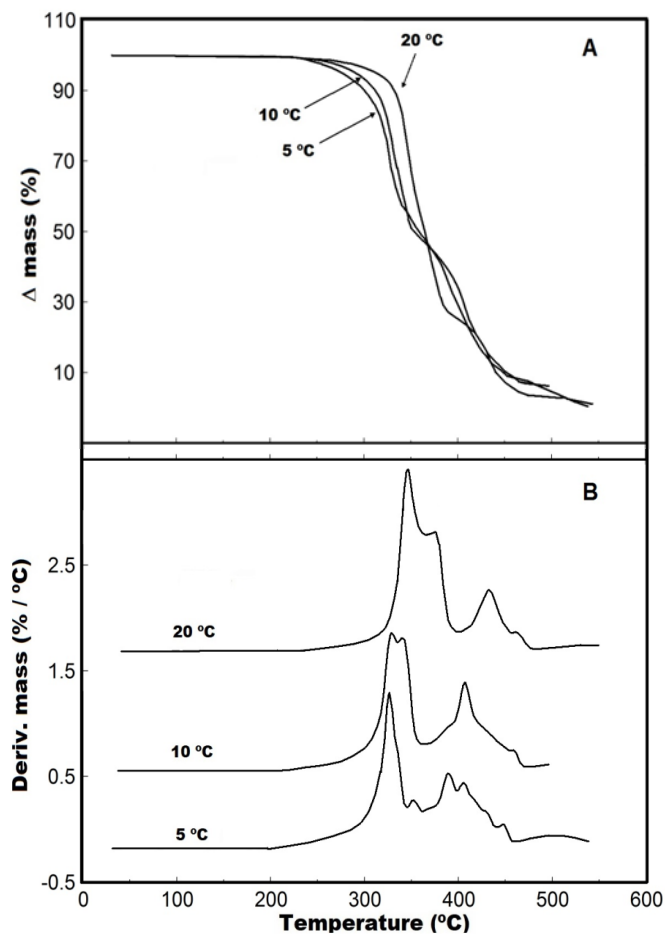 110
20 ºC
A
90
10 ºC
70
5 ºC
50
30
10
Δ mass (%)
B
2.5
20 ºC
1.5
10 ºC
0.5
5 ºC
-0.5
Deriv. mass (% / ºC)
0 100 200 300 400 500 600
Temperature (ºC)